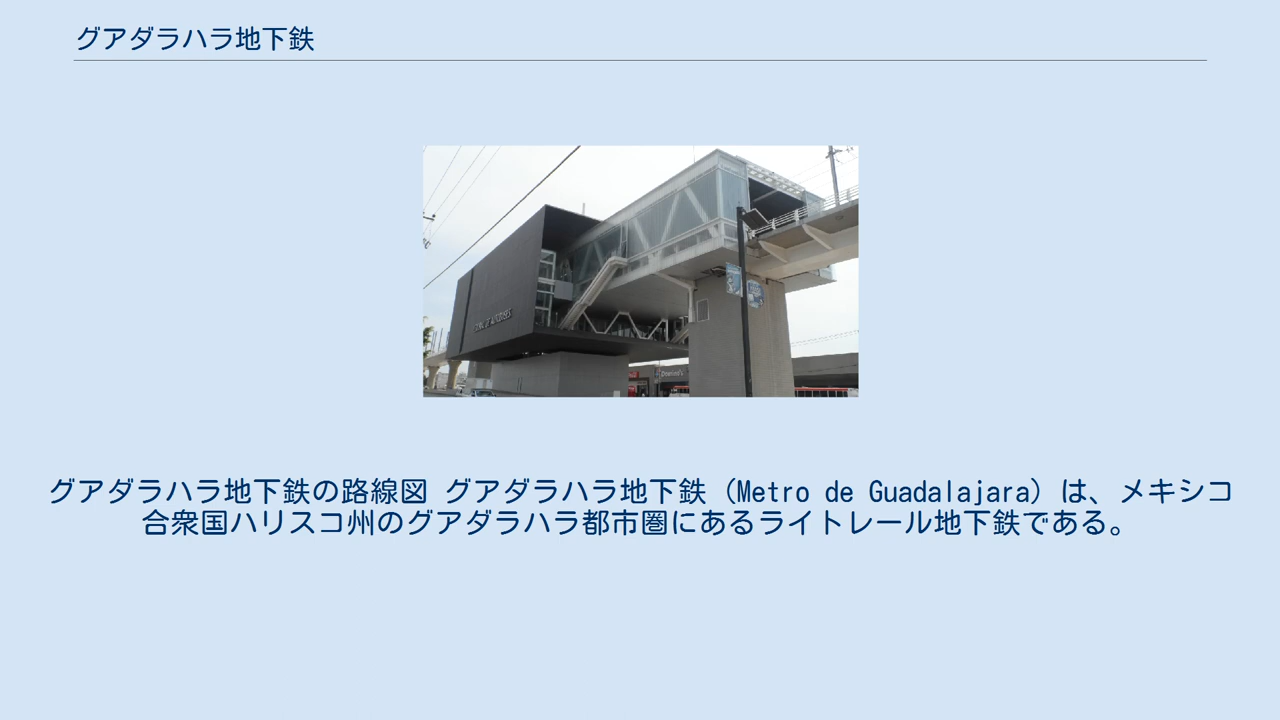 グアダラハラ地下鉄
グアダラハラ地下鉄の路線図 グアダラハラ地下鉄（Metro de Guadalajara）は、メキシコ
合衆国ハリスコ州のグアダラハラ都市圏にあるライトレール地下鉄である。